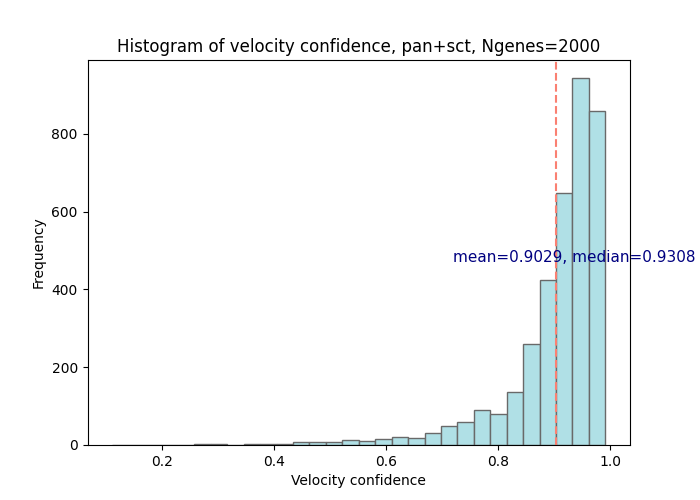 Histogram of velocity confidence, pan+sct, Ngenes=2000
Frequency
800
600
400
200
0
mean=0.9029, median=0.9308
0.2 0.4 0.6 0.8 1.0
Velocity confidence